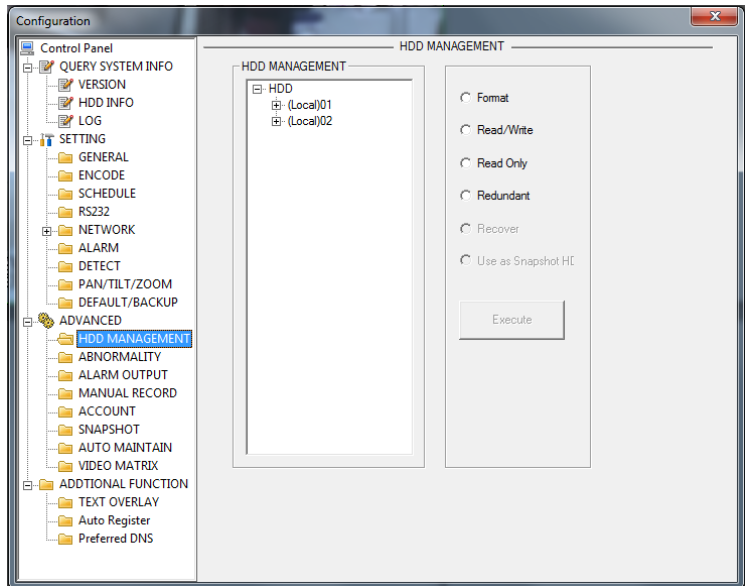 Configuration
Control Panel
QUERY SYSTEM INFO
VERSION
HDD INFO
LOG
SETTING
GENERAL
ENCODE
SCHEDULE
RS232
NETWORK
ALARM
DETECT
PAN/TILT/ZOOM
DEFAULT/BACKUP
ADVANCED
HDD MANAGEMENT
ABNORMALITY
ALARM OUTPUT
MANUAL RECORD
ACCOUNT
SNAPSHOT
AUTO MAINTAIN
VIDEO MATRIX
ADDTIONAL FUNCTION
TEXT OVERLAY
Auto Register
Preferred DNS
HDD MANAGEMENT
HDD MANAGEMENT
HDD
(Local)01
(Local)02
Format
Read/Write
Read Only
Redundant
Recover
Use as Snapshot HD
Execute